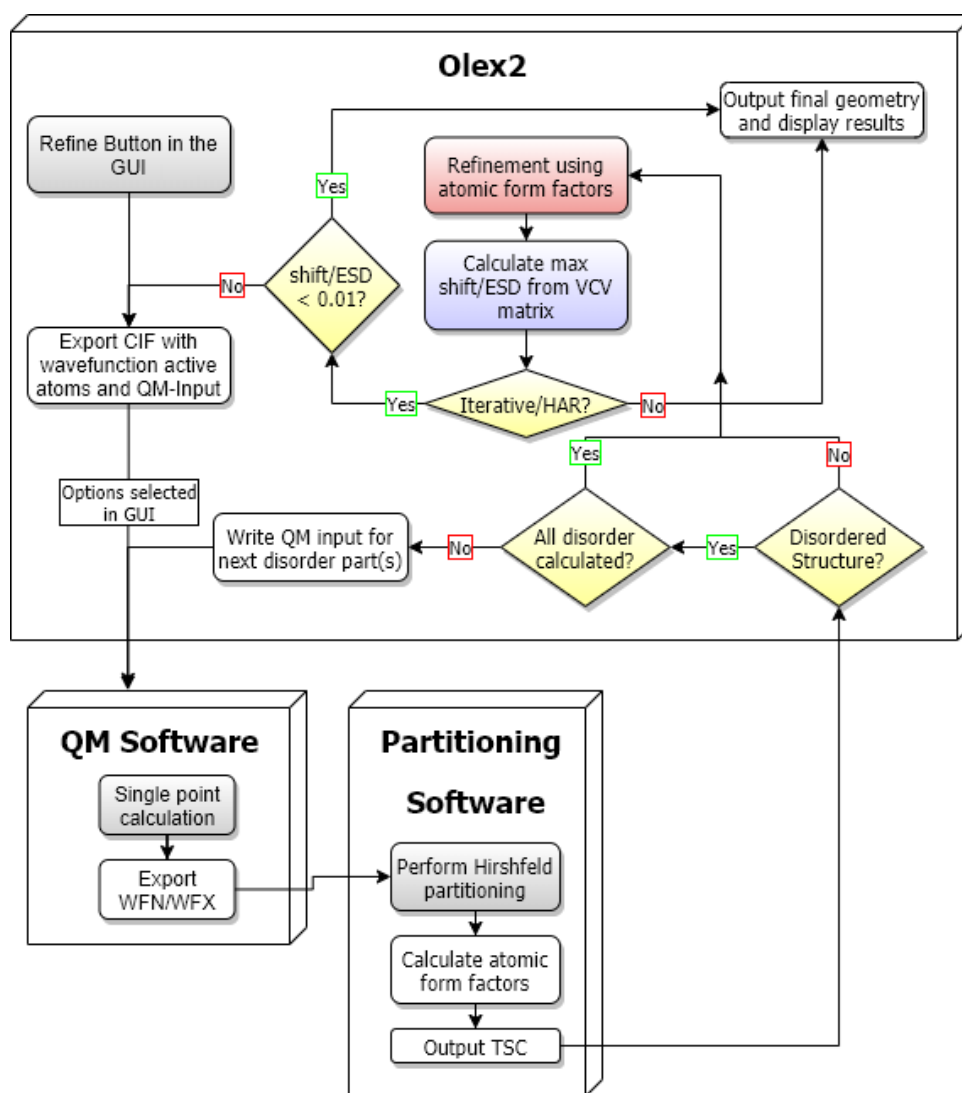 Olex2
Refine Button in the
GUI
Output final geometry
and display results
Yes
Refinement using
atomic form factors
shift/ESD
< 0.01?
No
Calculate max
shift/ESD from VCV
matrix
Export CIF with
wavefunction active
atoms and QM-Input
Yes
Iterative/HAR?
No
Yes
No
Options selected
in GUI
Write QM input for
next disorder part(s)
No
All disorder
calculated?
Yes
Disordered
Structure?
QM Software
Single point
calculation
Export
WFN/WFX
Partitioning
Software
Perform Hirshfeld
partitioning
Calculate atomic
form factors
Output TSC